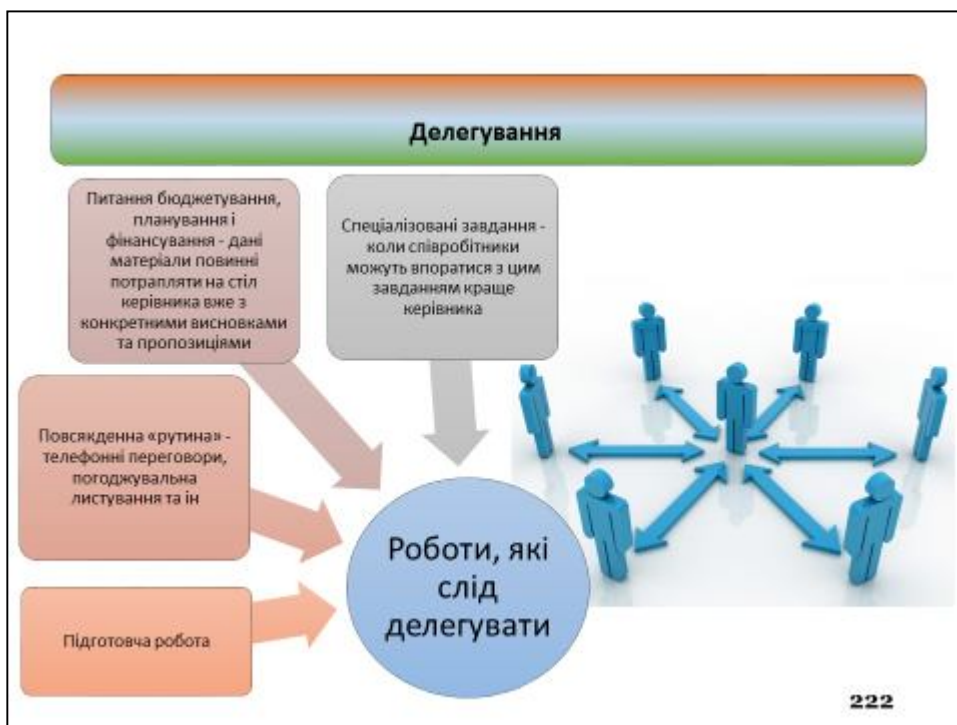 Делегування
Питання бюджетування,
планування і
фінансування - дані
матеріали повинні
потрапляти на стіл
керівника вже з
конкретними висновками
та пропозиціями
Спеціалізовані завдання -
коли співробітники
можуть впоратися з цим
завданням краще
керівника
Повсякденна «рутина» -
телефонні переговори,
погоджувальна
листування та ін
Підготовча робота
Роботи, які
слід
делегувати
222